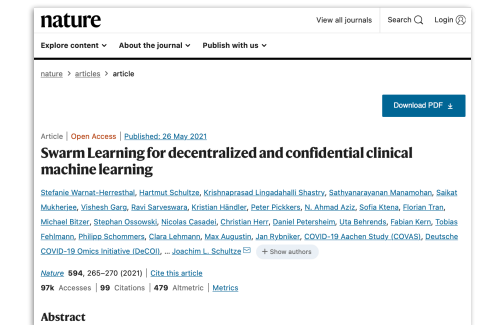 nature
View all journals
Search
Login
Explore content
About the journal
Publish with us
nature > articles > article
Download PDF
Article | Open Access | Published: 26 May 2021
Swarm Learning for decentralized and confidential clinical
machine learning
Stefanie Warnat-Herresthal, Hartmut Schultze, Krishnaprasad Lingadahalli Shastry, Sathyanarayanan Manamohan, Saikat
Mukherjee, Vishesh Garg, Ravi Sarveswara, Kristian Händler, Peter Pickkers, N. Ahmad Aziz, Sofia Ktena, Florian Tran,
Michael Bitzer, Stephan Ossowski, Nicolas Casadei, Christian Herr, Daniel Petersheim, Uta Behrends, Fabian Kern, Tobias
Fehlmann, Philipp Schommers, Clara Lehmann, Max Augustin, Jan Rybniker, COVID-19 Aachen Study (COVAS), Deutsche
COVID-19 Omics Initiative (DeCOI), … Joachim L. Schultze + Show authors
Nature 594, 265–270 (2021) | Cite this article
97k Accesses | 99 Citations | 479 Altmetric | Metrics
Abstract